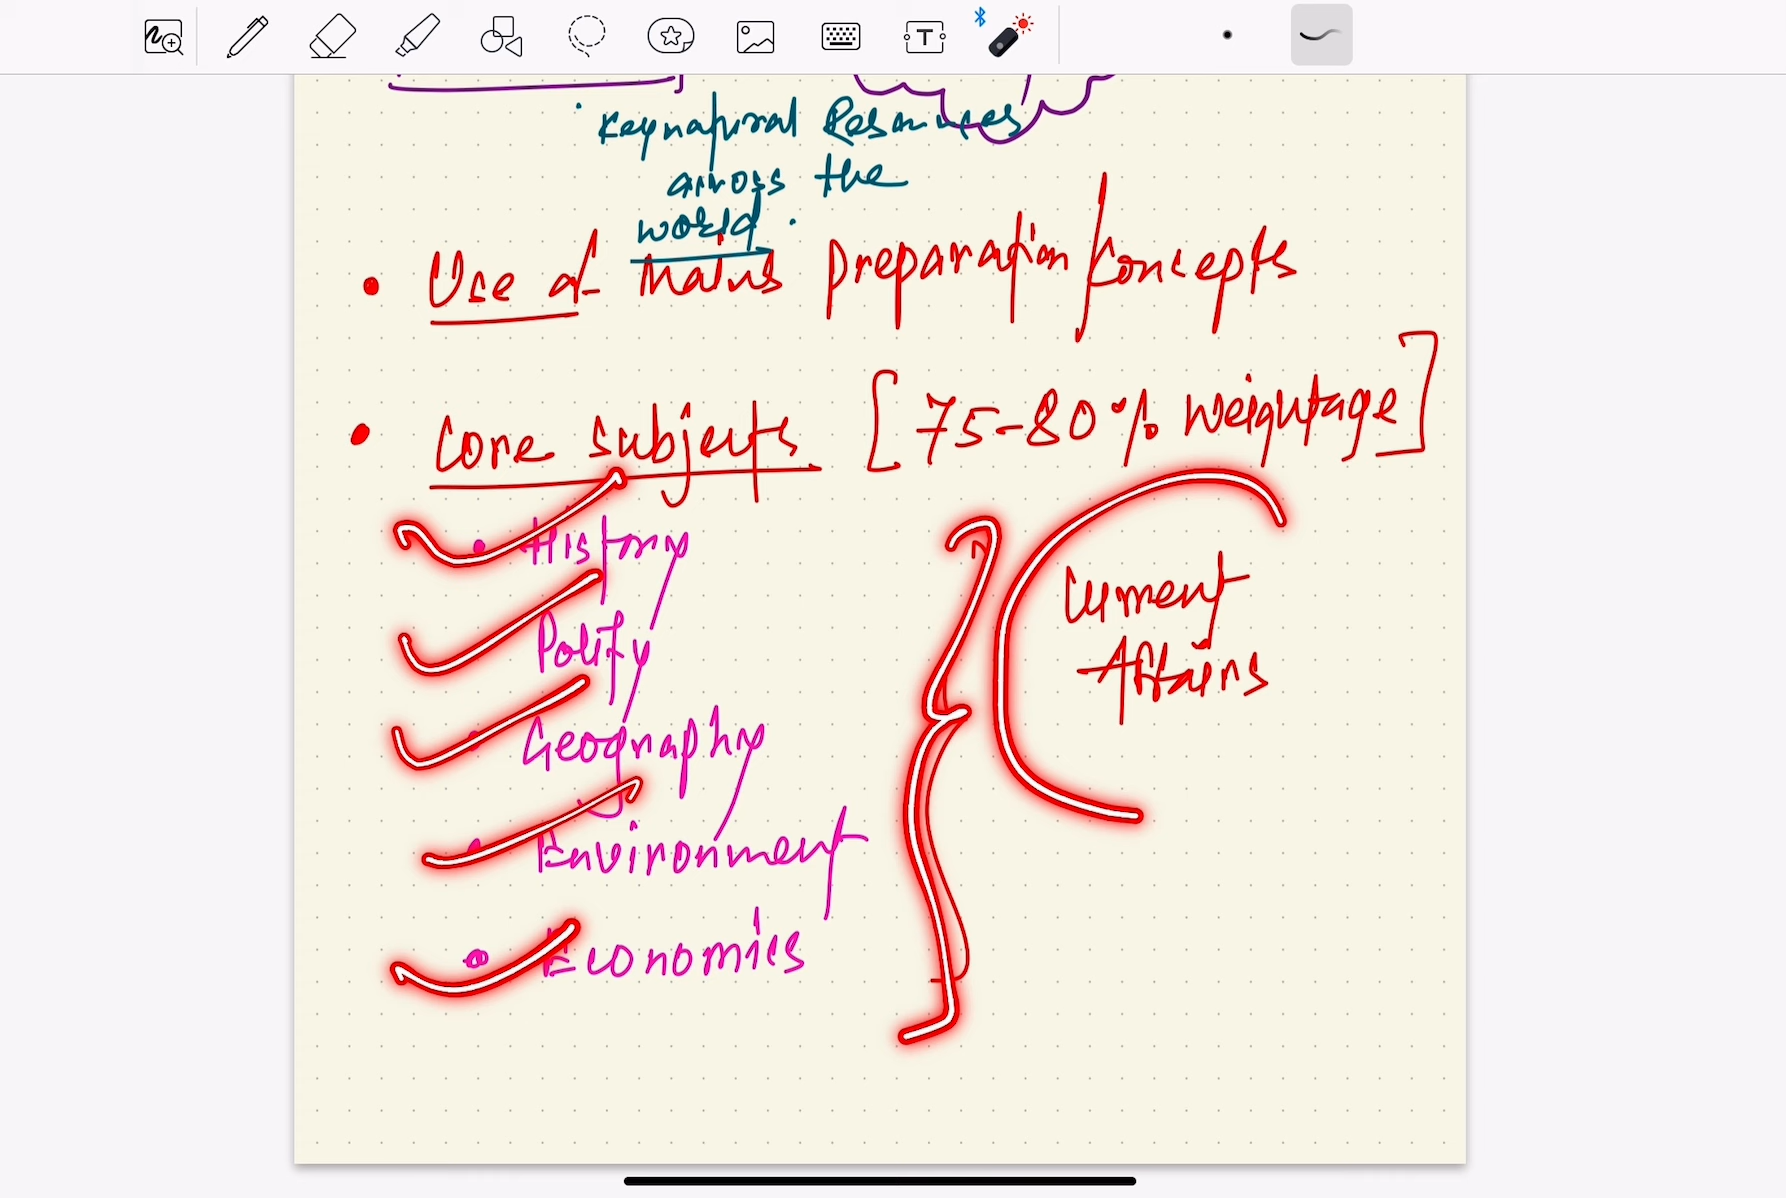 Key natural Resources
across the
world.
• Use of Mains Preparation/Concepts
• Core Subjects [75-80% Weightage]
• History
Polity
• Geography
• Environment
• Economics
Current
Affairs
T